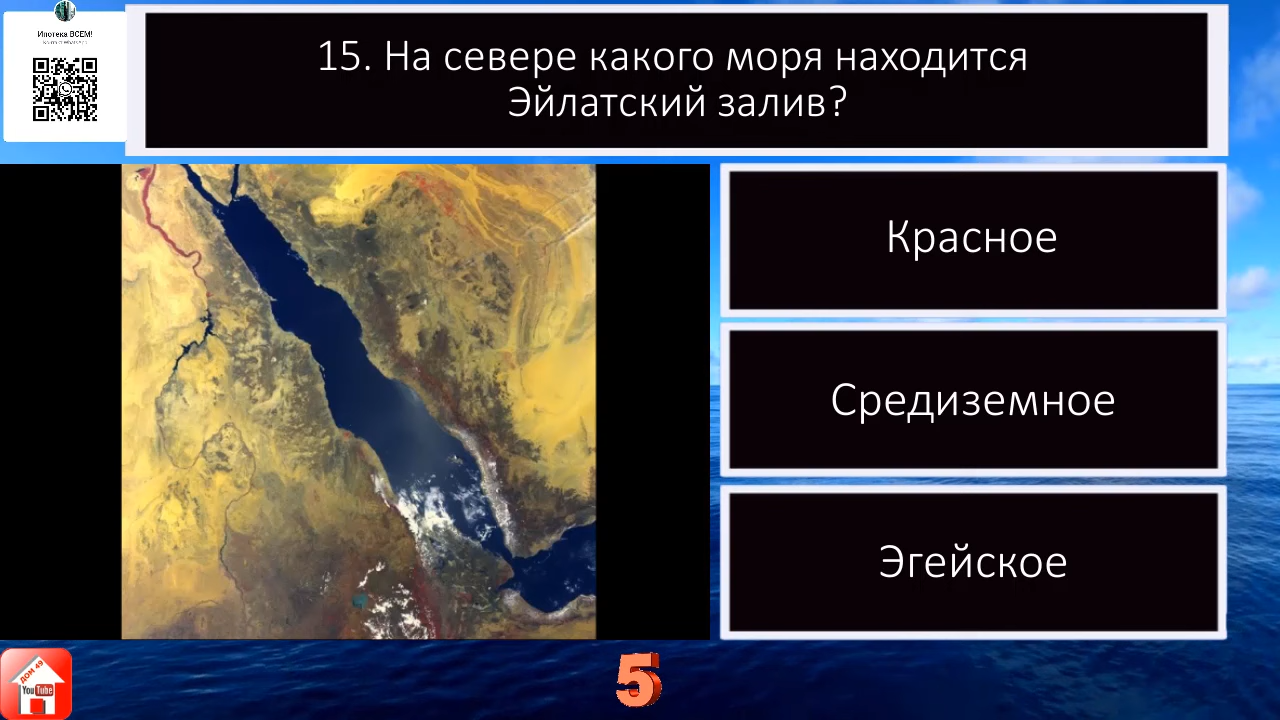 Ипотека ВСЕМ!
15. На севере какого моря находится
Эйлатский залив?
Красное
Средиземное
Эгейское
5
ДОМ 49
YouTube